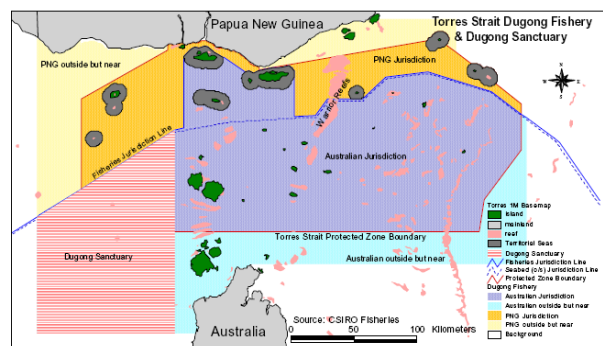 Papua New Guinea
Torres Strait Dugong Fishery
& Dugong Sanctuary
PNG outside but near
PNG Jurisdiction
Warrior Reefs
Fisheries Jurisdiction Line
Australian Jurisdiction
Torres Strait Protected Zone Boundary
Dugong Sanctuary
Australian outside but near
Australia
Source: CSIRO Fisheries
0 50 100 Kilometers
Torres 1M Basemap
island
mainland
reef
Territorial Seas
Dugong Sanctuary
Fisheries Jurisdiction Line
Seabed (o/s) Jurisdiction Line
Protected Zone Boundary
Dugong Fishery
Australian Jurisdiction
Australian outside but near
PNG Jurisdiction
PNG outside but near
Background